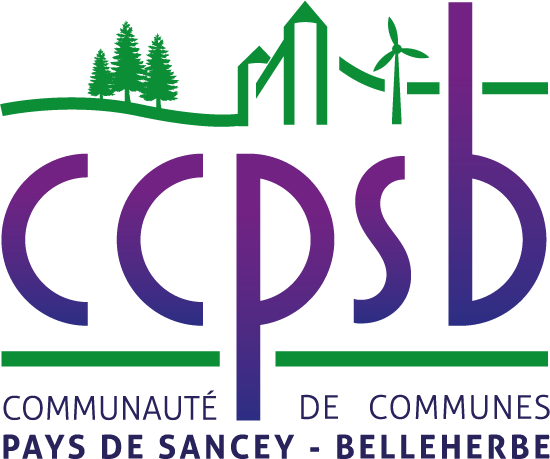 ccpsb
COMMUNAUTÉ DE COMMUNES
PAYS DE SANCEY - BELLEHERBE